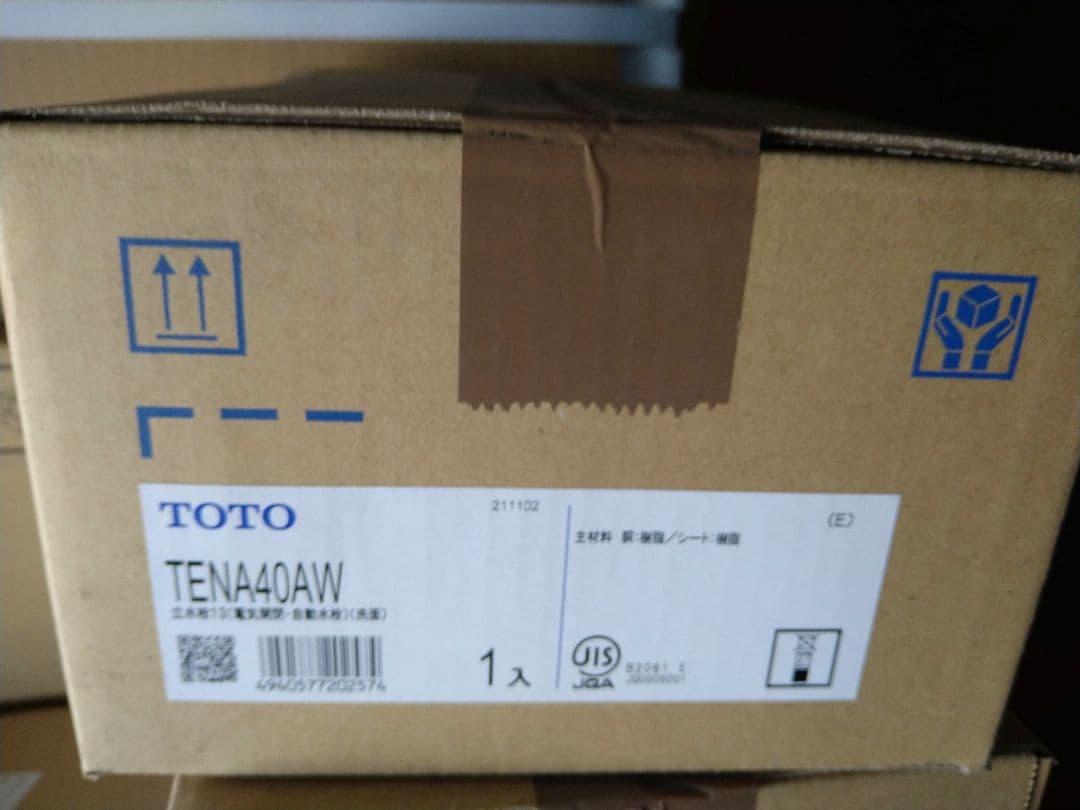 TOTO
211102
(E)
主材料 胴:樹脂/シート:樹脂
TENA40AW
立水栓13(電気開閉・自動水栓)(洗面)
4940577202574
1入
JIS
JQA
B2061 E